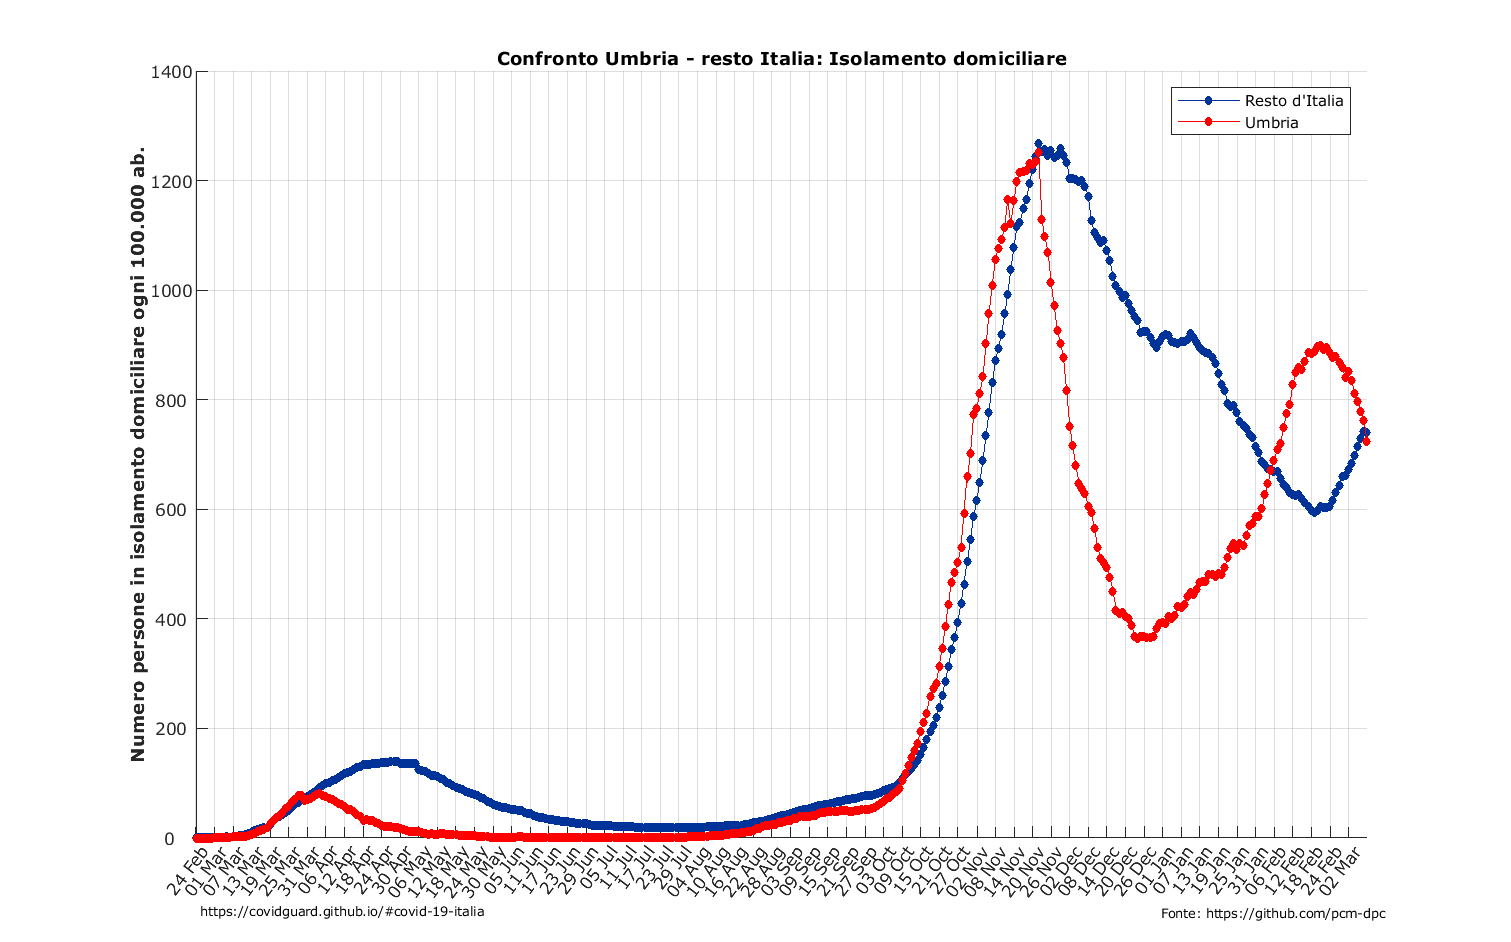 Confronto Umbria - resto Italia: Isolamento domiciliare
Numero persone in isolamento domiciliare ogni 100.000 ab.
1400
1200
1000
800
600
400
200
0
Resto d'Italia
Umbria
24 Feb
01 Mar
07 Mar
13 Mar
19 Mar
25 Mar
31 Mar
06 Apr
12 Apr
18 Apr
24 Apr
30 Apr
06 May
12 May
18 May
24 May
30 May
05 Jun
11 Jun
17 Jun
23 Jun
29 Jun
05 Jul
11 Jul
17 Jul
23 Jul
29 Jul
04 Aug
10 Aug
16 Aug
22 Aug
28 Aug
03 Sep
09 Sep
15 Sep
21 Sep
27 Sep
03 Oct
09 Oct
15 Oct
21 Oct
27 Oct
02 Nov
08 Nov
14 Nov
20 Nov
26 Nov
02 Dec
08 Dec
14 Dec
20 Dec
26 Dec
01 Jan
07 Jan
13 Jan
19 Jan
25 Jan
31 Jan
06 Feb
12 Feb
18 Feb
24 Feb
02 Mar
https://covidguard.github.io/#covid-19-italia
Fonte: https://github.com/pcm-dpc